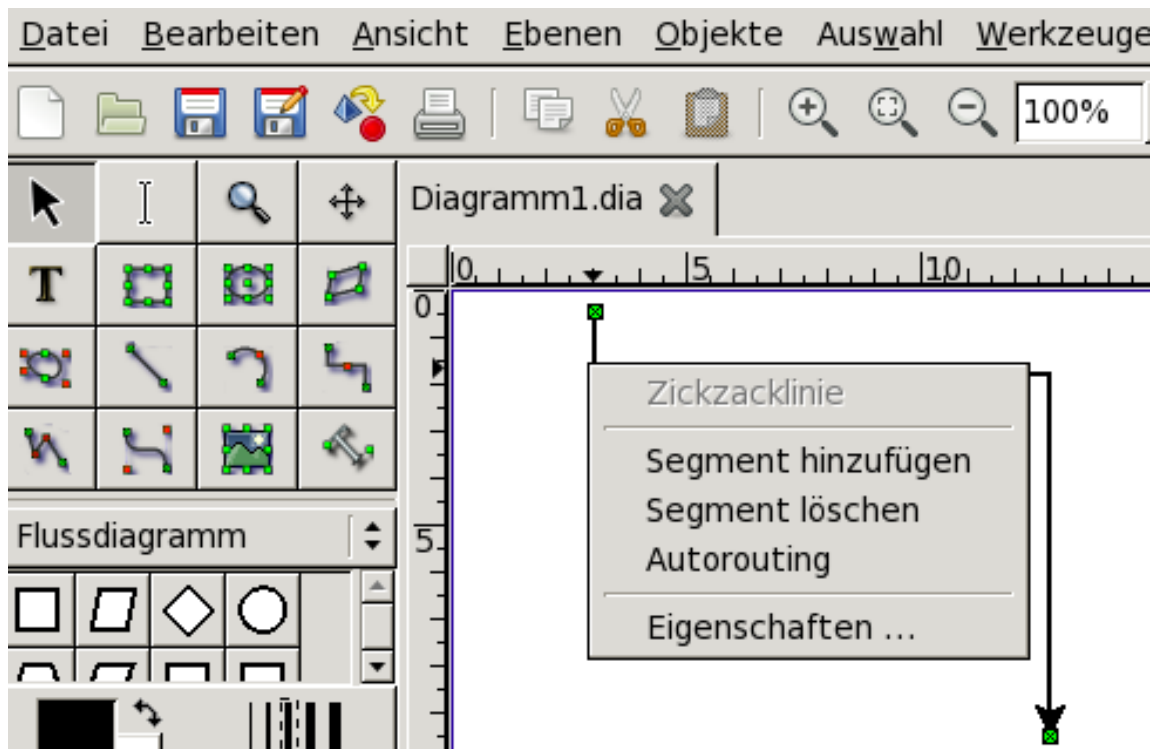 Datei Bearbeiten Ansicht Ebenen Objekte Auswahl Werkzeuge
100%
Diagramm1.dia
T
0 5 10
0
5
Zickzacklinie
Segment hinzufügen
Segment löschen
Autorouting
Eigenschaften ...
Flussdiagramm